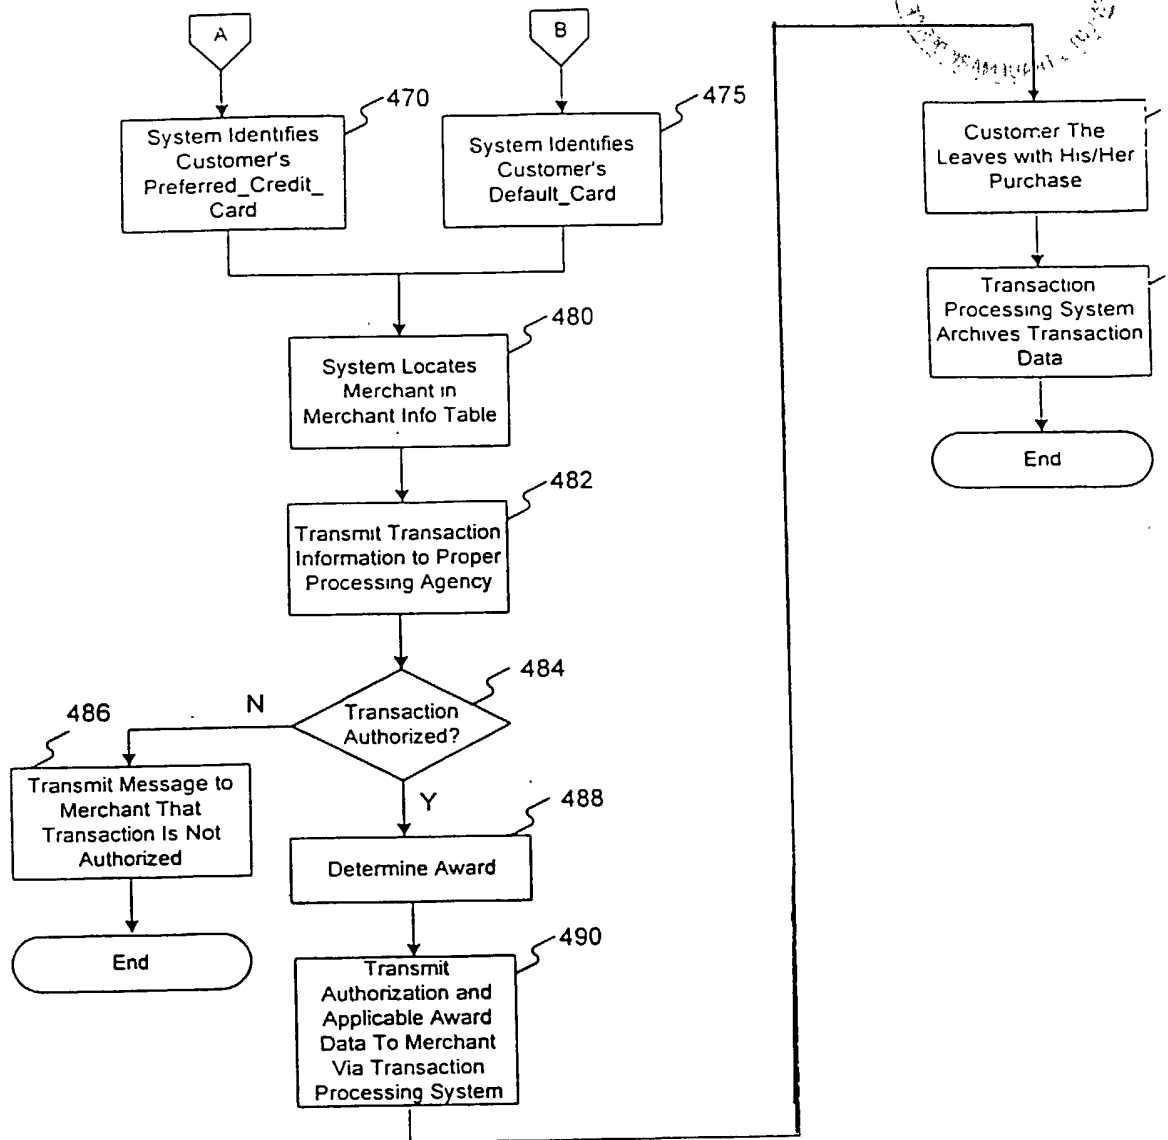 A
B
470
475
System Identifies
Customer's
Preferred_Credit_
Card
System Identifies
Customer's
Default_Card
480
System Locates
Merchant in
Merchant Info Table
482
Transmit Transaction
Information to Proper
Processing Agency
484
Transaction
Authorized?
N
Y
486
Transmit Message to
Merchant That
Transaction Is Not
Authorized
End
488
Determine Award
490
Transmit
Authorization and
Applicable Award
Data To Merchant
Via Transaction
Processing System
Customer The
Leaves with His/Her
Purchase
Transaction
Processing System
Archives Transaction
Data
End